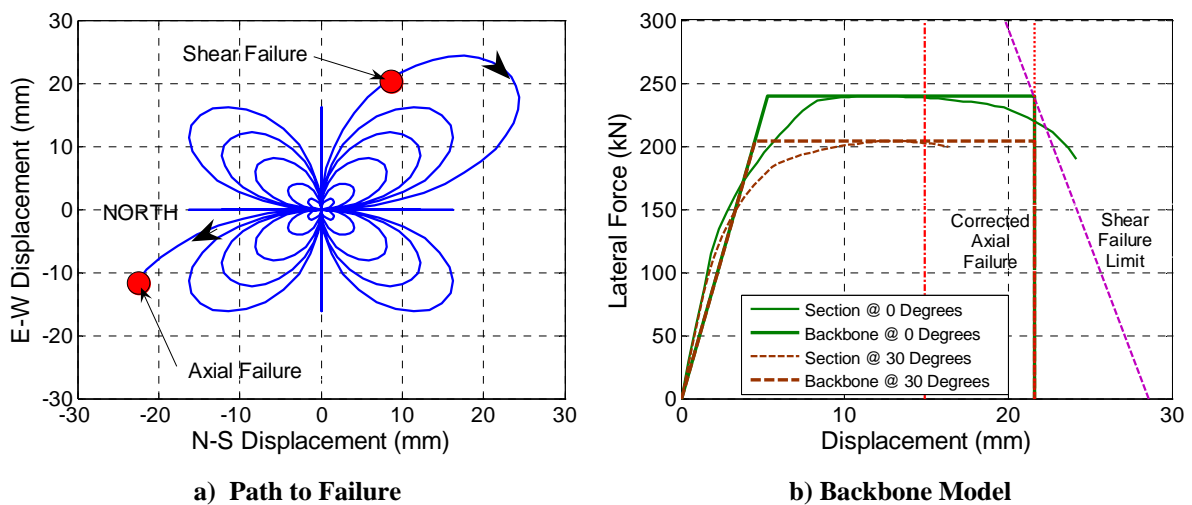 30
20
10
0
-10
-20
-30
-30
-20
-10
0
10
20
30
E-W Displacement (mm)
N-S Displacement (mm)
Shear Failure
NORTH
Axial Failure
a) Path to Failure
300
250
200
150
100
50
0
0
10
20
30
Lateral Force (kN)
Displacement (mm)
Corrected
Axial
Failure
Shear
Failure
Limit
Section @ 0 Degrees
Backbone @ 0 Degrees
Section @ 30 Degrees
Backbone @ 30 Degrees
b) Backbone Model